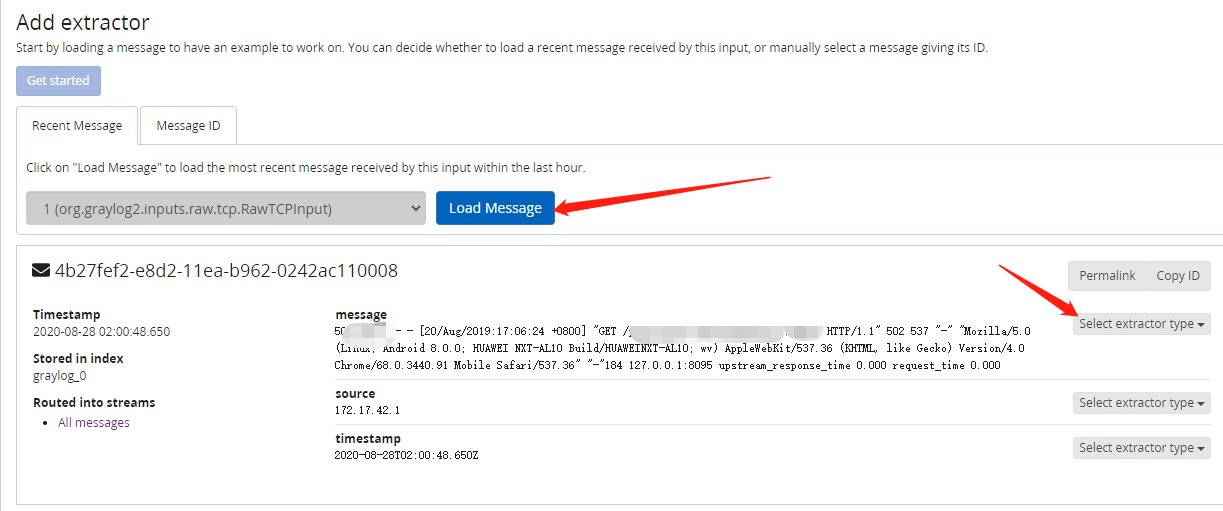 Add extractor
Start by loading a message to have an example to work on. You can decide whether to load a recent message received by this input, or manually select a message giving its ID.
Get started
Recent Message
Message ID
Click on "Load Message" to load the most recent message received by this input within the last hour.
1 (org.graylog2.inputs.raw.tcp.RawTCPInput)
Load Message
4b27fef2-e8d2-11ea-b962-0242ac110008
Permalink
Copy ID
Timestamp
2020-08-28 02:00:48.650
Stored in index
graylog_0
Routed into streams
All messages
message
- - [20/Aug/2019:17:06:24 +0800] "GET / HTTP/1.1" 502 537 "-" "Mozilla/5.0
(Linux; Android 8.0.0; HUAWEI NXT-AL10 Build/HUAWEINXT-AL10; wv) AppleWebKit/537.36 (KHTML, like Gecko) Version/4.0
Chrome/68.0.3440.91 Mobile Safari/537.36" "-"184 127.0.0.1:8095 upstream_response_time 0.000 request_time 0.000
Select extractor type
source
172.17.42.1
Select extractor type
timestamp
2020-08-28T02:00:48.650Z
Select extractor type